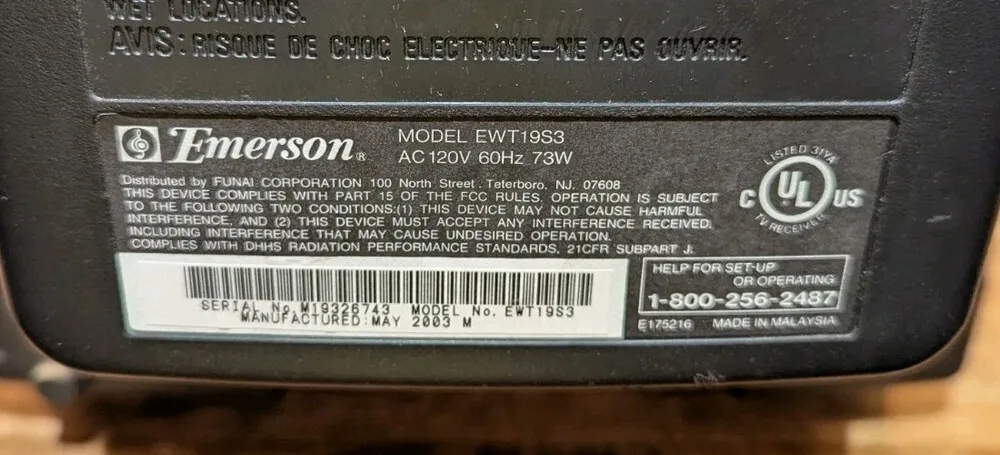 WET LOCATIONS.
AVIS: RISQUE DE CHOC ELECTRIQUE–NE PAS OUVRIR.
Emerson®
MODEL EWT19S3
AC 120V 60Hz 73W
Distributed by FUNAI CORPORATION 100 North Street. Teterboro, NJ. 07608
THIS DEVICE COMPLIES WITH PART 15 OF THE FCC RULES. OPERATION IS SUBJECT
TO THE FOLLOWING TWO CONDITIONS:(1) THIS DEVICE MAY NOT CAUSE HARMFUL
INTERFERENCE, AND (2) THIS DEVICE MUST ACCEPT ANY INTERFERENCE RECEIVED,
INCLUDING INTERFERENCE THAT MAY CAUSE UNDESIRED OPERATION.
COMPLIES WITH DHHS RADIATION PERFORMANCE STANDARDS, 21CFR SUBPART J.
LISTED 31YA
C UL US
®
TV RECEIVER
SERIAL No. M19326743 MODEL No. EWT19S3
MANUFACTURED: MAY 2003 M
HELP FOR SET-UP
OR OPERATING
1-800-256-2487
E175216 MADE IN MALAYSIA